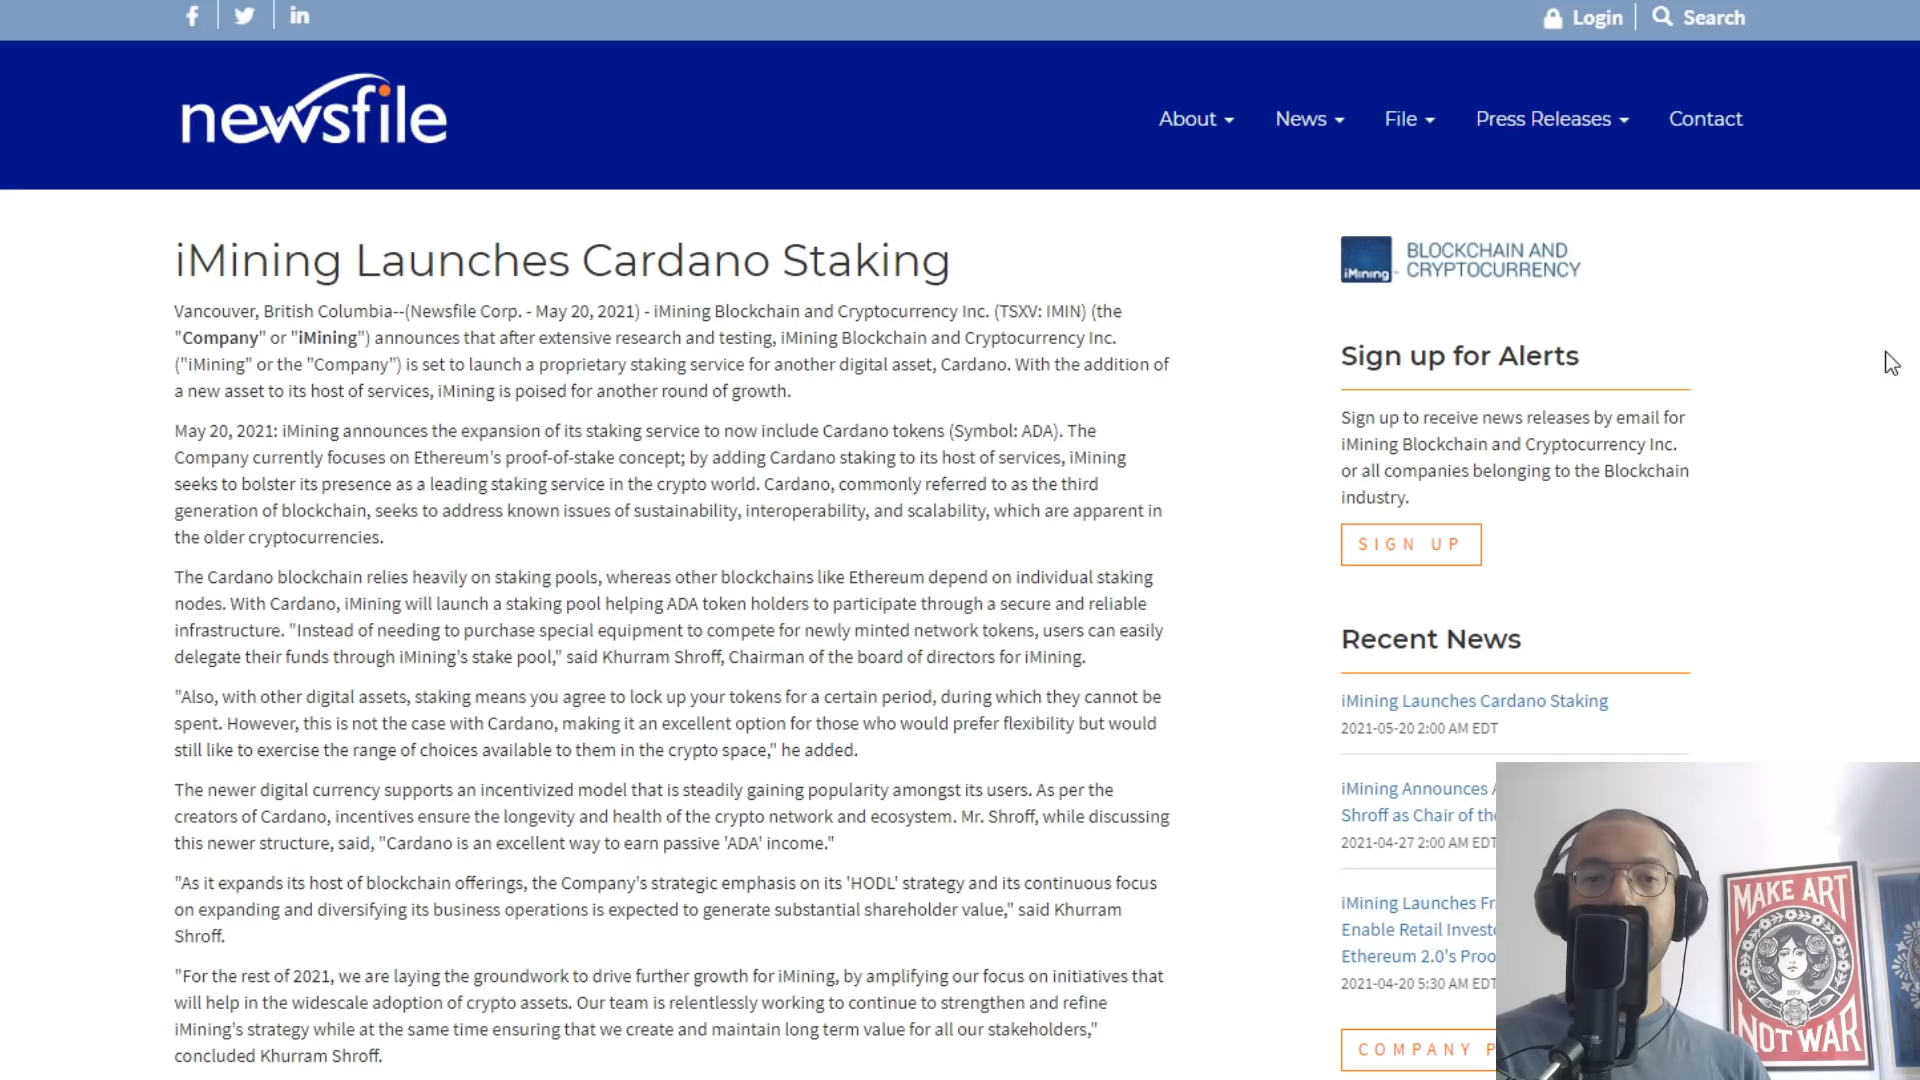 Login
Search
newsfile
About
News
File
Press Releases
Contact
iMining Launches Cardano Staking
Vancouver, British Columbia--(Newsfile Corp. - May 20, 2021) - iMining Blockchain and Cryptocurrency Inc. (TSXV: IMIN) (the
"Company" or "iMining") announces that after extensive research and testing, iMining Blockchain and Cryptocurrency Inc.
("iMining" or the "Company") is set to launch a proprietary staking service for another digital asset, Cardano. With the addition of
a new asset to its host of services, iMining is poised for another round of growth.
May 20, 2021: iMining announces the expansion of its staking service to now include Cardano tokens (Symbol: ADA). The
Company currently focuses on Ethereum's proof-of-stake concept; by adding Cardano staking to its host of services, iMining
seeks to bolster its presence as a leading staking service in the crypto world. Cardano, commonly referred to as the third
generation of blockchain, seeks to address known issues of sustainability, interoperability, and scalability, which are apparent in
the older cryptocurrencies.
The Cardano blockchain relies heavily on staking pools, whereas other blockchains like Ethereum depend on individual staking
nodes. With Cardano, iMining will launch a staking pool helping ADA token holders to participate through a secure and reliable
infrastructure. "Instead of needing to purchase special equipment to compete for newly minted network tokens, users can easily
delegate their funds through iMining's stake pool," said Khurram Shroff, Chairman of the board of directors for iMining.
"Also, with other digital assets, staking means you agree to lock up your tokens for a certain period, during which they cannot be
spent. However, this is not the case with Cardano, making it an excellent option for those who would prefer flexibility but would
still like to exercise the range of choices available to them in the crypto space," he added.
The newer digital currency supports an incentivized model that is steadily gaining popularity amongst its users. As per the
creators of Cardano, incentives ensure the longevity and health of the crypto network and ecosystem. Mr. Shroff, while discussing
this newer structure, said, "Cardano is an excellent way to earn passive 'ADA' income."
"As it expands its host of blockchain offerings, the Company's strategic emphasis on its 'HODL' strategy and its continuous focus
on expanding and diversifying its business operations is expected to generate substantial shareholder value," said Khurram
Shroff.
"For the rest of 2021, we are laying the groundwork to drive further growth for iMining, by amplifying our focus on initiatives that
will help in the widescale adoption of crypto assets. Our team is relentlessly working to continue to strengthen and refine
iMining's strategy while at the same time ensuring that we create and maintain long term value for all our stakeholders,"
concluded Khurram Shroff.
iMining
BLOCKCHAIN AND
CRYPTOCURRENCY
Sign up for Alerts
Sign up to receive news releases by email for
iMining Blockchain and Cryptocurrency Inc.
or all companies belonging to the Blockchain
industry.
SIGN UP
Recent News
iMining Launches Cardano Staking
2021-05-20 2:00 AM EDT
iMining Announces A
Shroff as Chair of the
2021-04-27 2:00 AM EDT
iMining Launches Fr
Enable Retail Investo
Ethereum 2.0's Proo
2021-04-20 5:30 AM EDT
COMPANY P
MAKE ART
NOT WAR